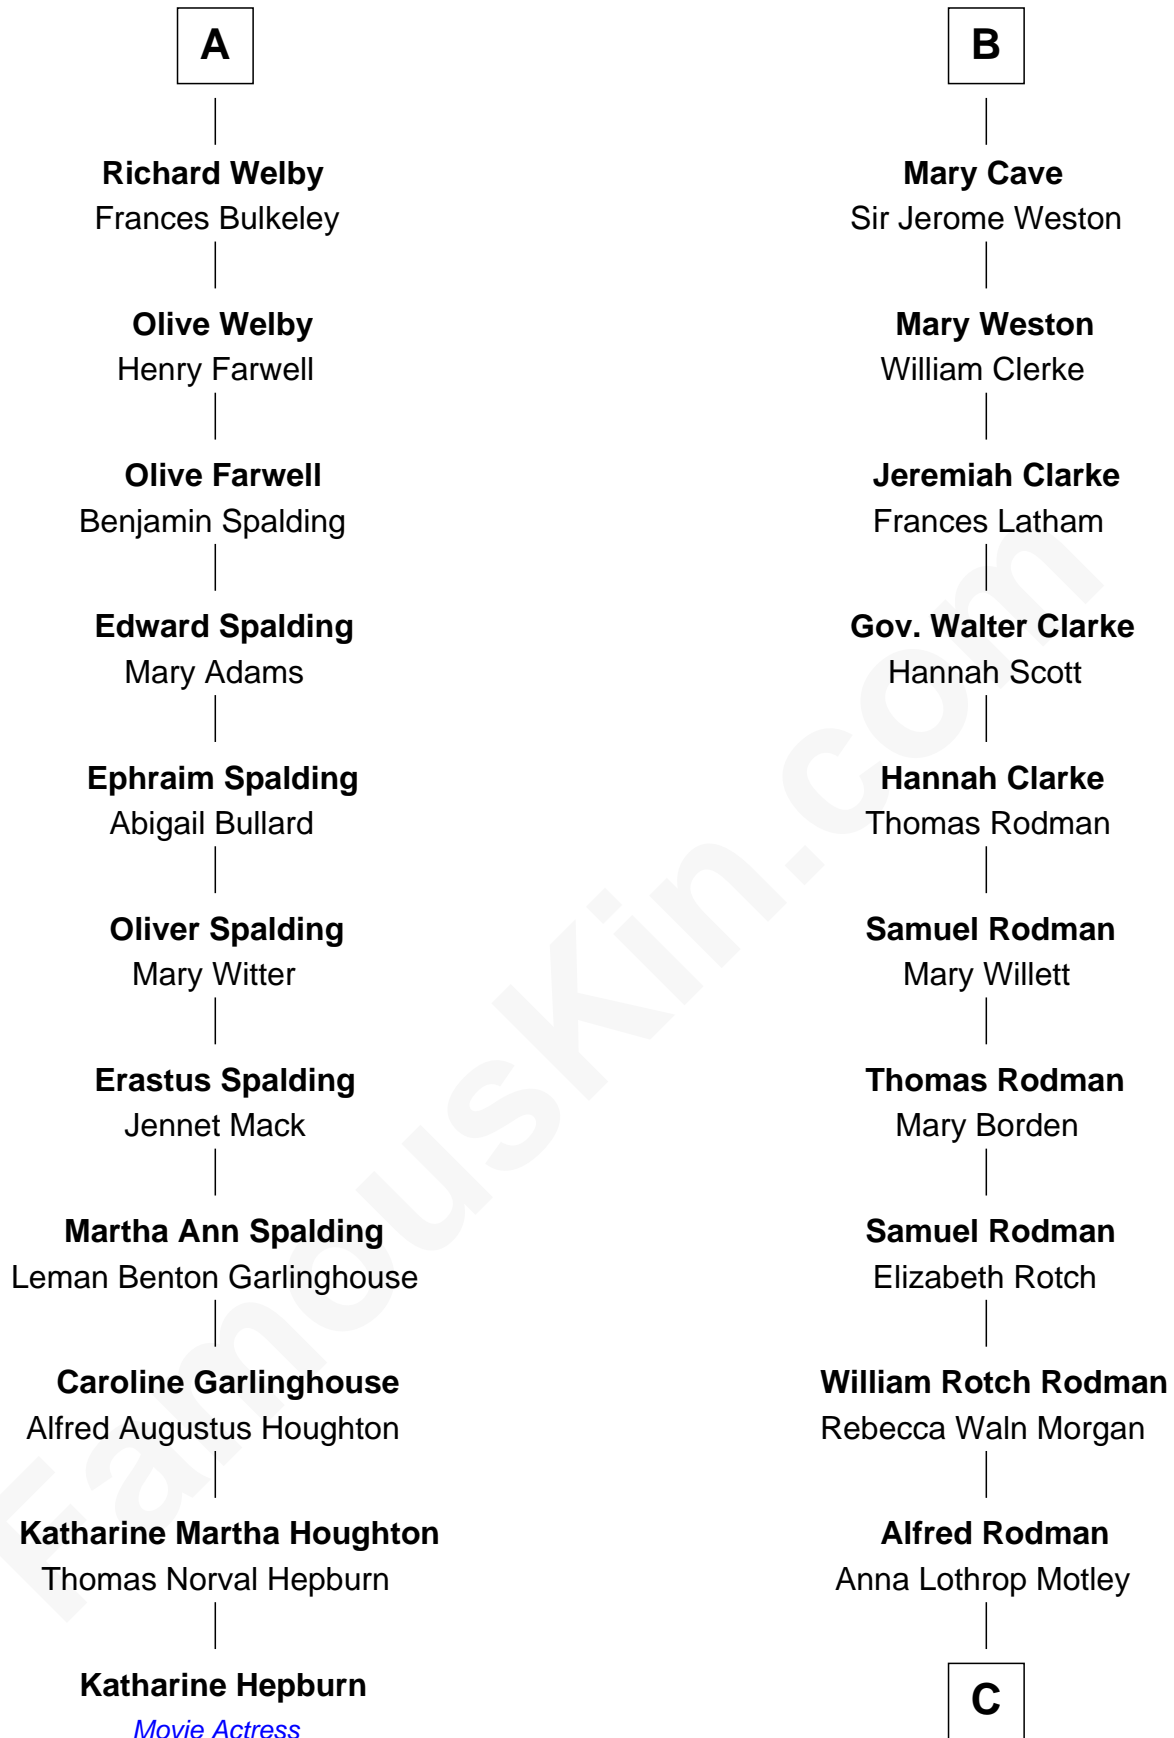 A
Richard Welby
Frances Bulkeley
Olive Welby
Henry Farwell
Olive Farwell
Benjamin Spalding
Edward Spalding
Mary Adams
Ephraim Spalding
Abigail Bullard
Oliver Spalding
Mary Witter
Erastus Spalding
Jennet Mack
Martha Ann Spalding
Leman Benton Garlinghouse
Caroline Garlinghouse
Alfred Augustus Houghton
Katharine Martha Houghton
Thomas Norval Hepburn
Katharine Hepburn
Movie Actress
B
Mary Cave
Sir Jerome Weston
Mary Weston
William Clerke
Jeremiah Clarke
Frances Latham
Gov. Walter Clarke
Hannah Scott
Hannah Clarke
Thomas Rodman
Samuel Rodman
Mary Willett
Thomas Rodman
Mary Borden
Samuel Rodman
Elizabeth Rotch
William Rotch Rodman
Rebecca Waln Morgan
Alfred Rodman
Anna Lothrop Motley
C
FamousKin.com